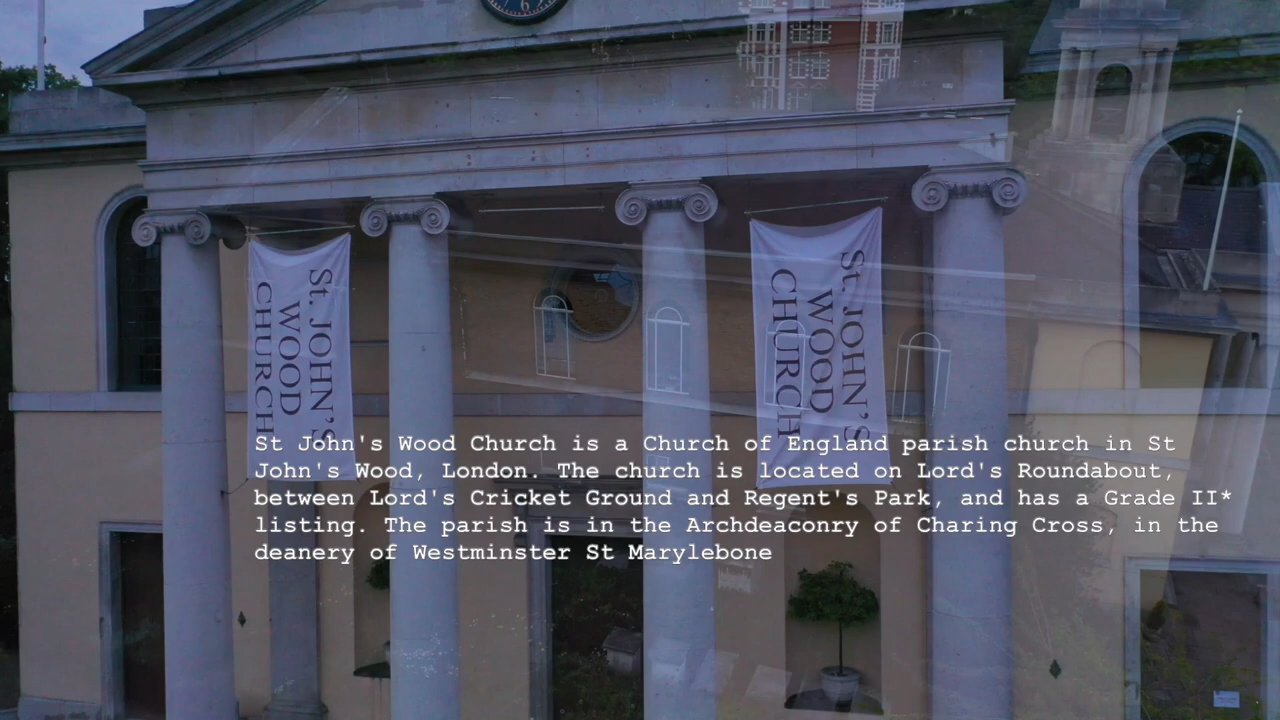 St. JOHN'S
WOOD
CHURCH
St. JOHN'S
WOOD
CHURCH
St John's Wood Church is a Church of England parish church in St
John's Wood, London. The church is located on Lord's Roundabout,
between Lord's Cricket Ground and Regent's Park, and has a Grade II*
listing. The parish is in the Archdeaconry of Charing Cross, in the
deanery of Westminster St Marylebone